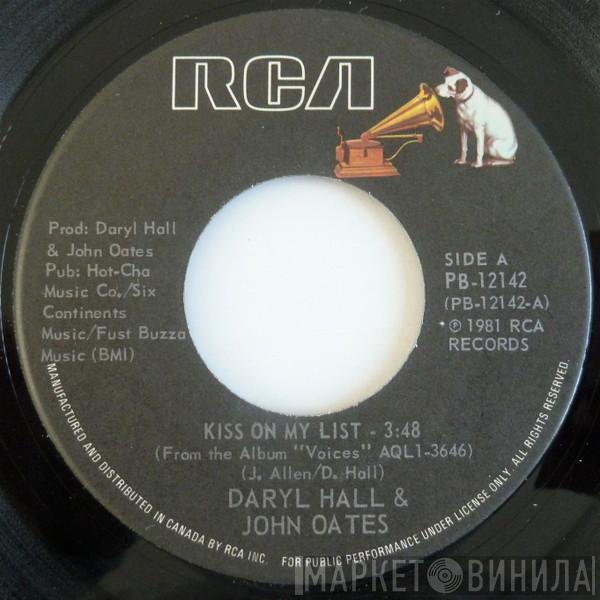 RCA
Prod: Daryl Hall
& John Oates
Pub: Hot-Cha
Music Co./Six
Continents
Music/Fust Buzza
Music (BMI)
SIDE A
PB-12142
(PB-12142-A)
℗ 1981 RCA
RECORDS
KISS ON MY LIST - 3:48
(From the Album "Voices" AQL1-3646)
(J. Allen/D. Hall)
DARYL HALL &
JOHN OATES
MANUFACTURED AND DISTRIBUTED IN CANADA BY RCA INC. FOR PUBLIC PERFORMANCE UNDER LICENSE ONLY. ALL RIGHTS RESERVED.
МАРКЕТ ВИНИЛА